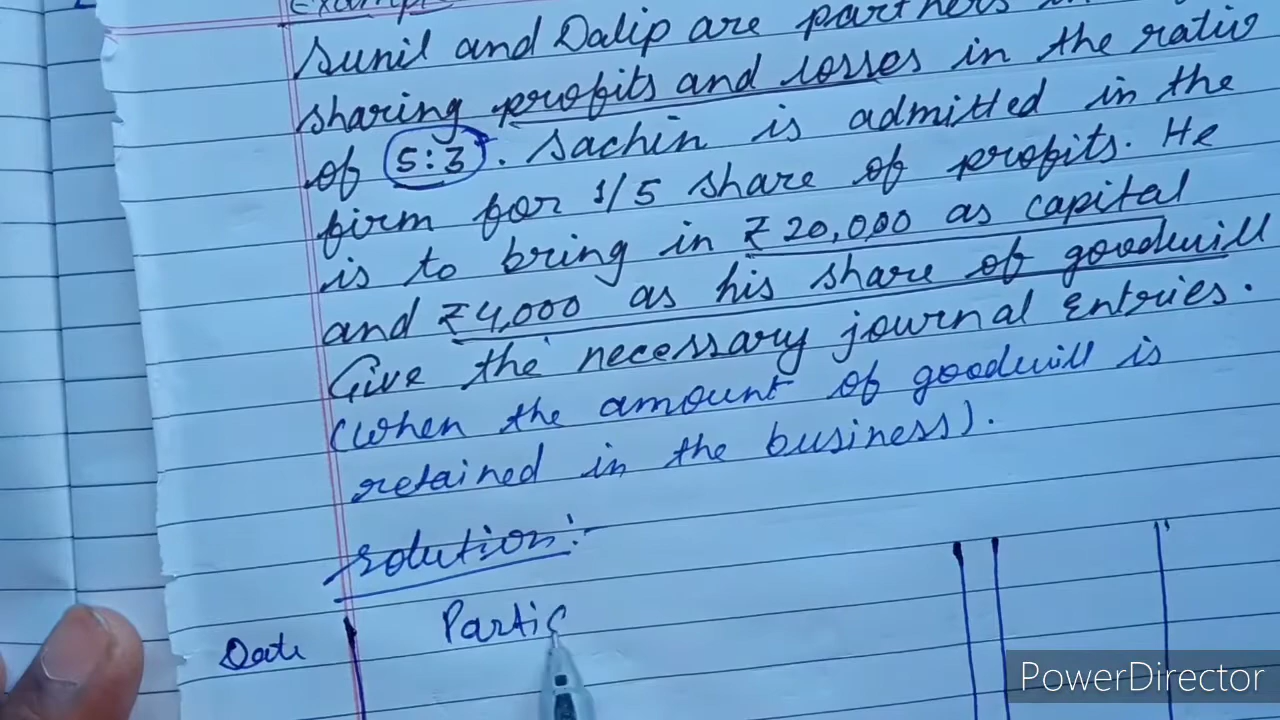 Example
Sunil and Dalip are partners
sharing profits and losses in the ratio
of 5:3. Sachin is admitted in the
firm for 1/5 share of profits. He
is to bring in ₹20,000 as capital
and ₹4,000 as his share of goodwill
Give the necessary journal Entries.
(When the amount of goodwill is
retained in the business).
Solution:-
Date Partic
PowerDirector